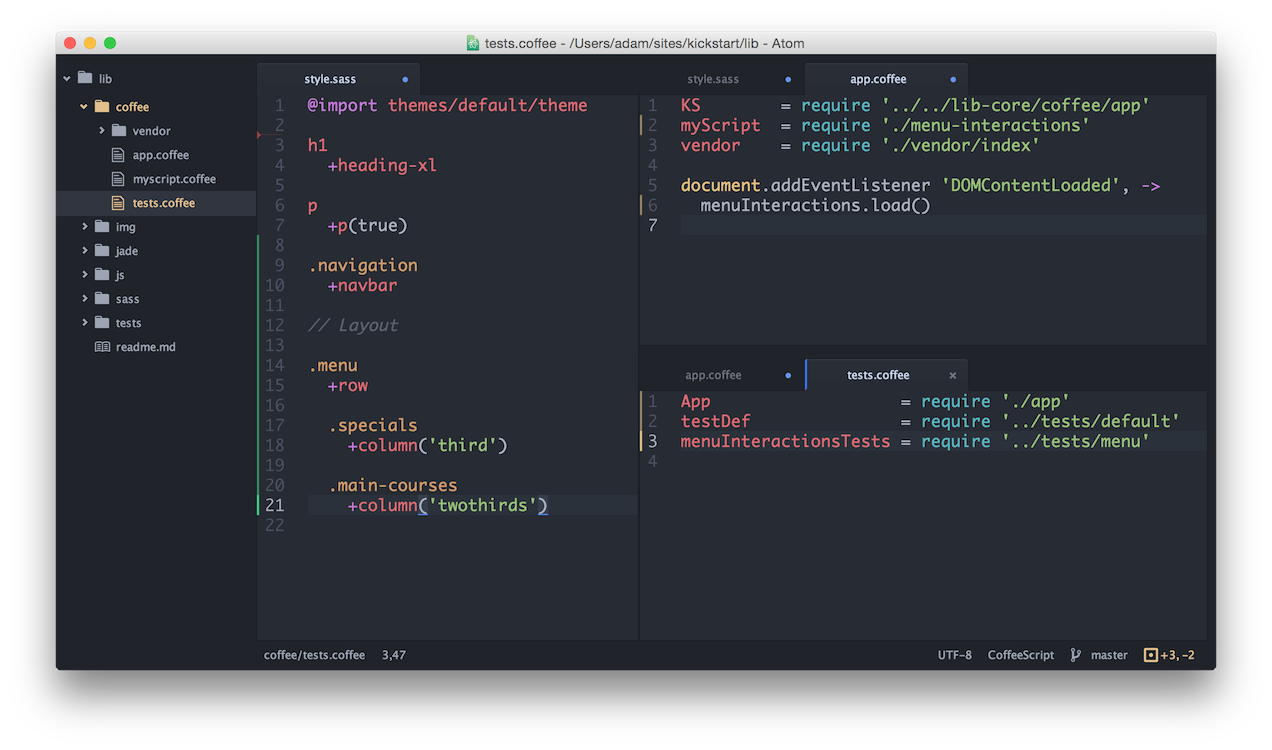 tests.coffee - /Users/adam/sites/kickstart/lib - Atom
lib
coffee
vendor
app.coffee
myscript.coffee
tests.coffee
img
jade
js
sass
tests
readme.md
style.sass
1 @import themes/default/theme
2
3 h1
4 +heading-xl
5
6 p
7 +p(true)
8
9 .navigation
10 +navbar
11
12 // Layout
13
14 .menu
15 +row
16
17 .specials
18 +column('third')
19
20 .main-courses
21 +column('twothirds')
22
style.sass app.coffee
1 KS = require '../../lib-core/coffee/app'
2 myScript = require './menu-interactions'
3 vendor = require './vendor/index'
4
5 document.addEventListener 'DOMContentLoaded', ->
6 menuInteractions.load()
7
app.coffee tests.coffee ×
1 App = require './app'
2 testDef = require '../tests/default'
3 menuInteractionsTests = require '../tests/menu'
4
coffee/tests.coffee 3,47 UTF-8 CoffeeScript master +3, -2